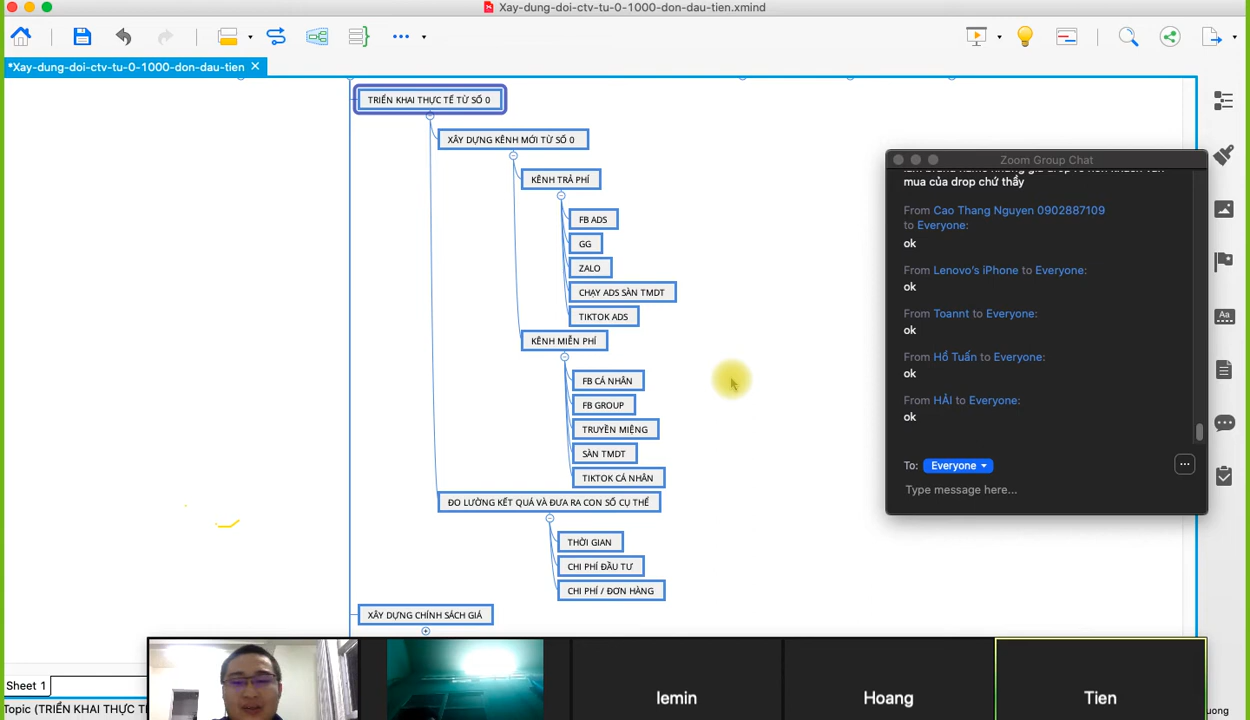 Xay-dung-doi-ctv-tu-0-1000-don-dau-tien.xmind
*Xay-dung-doi-ctv-tu-0-1000-don-dau-tien
TRIỂN KHAI THỰC TẾ TỪ SỐ 0
XÂY DỰNG KÊNH MỚI TỪ SỐ 0
KÊNH TRẢ PHÍ
FB ADS
GG
ZALO
CHẠY ADS SÀN TMDT
TIKTOK ADS
KÊNH MIỄN PHÍ
FB CÁ NHÂN
FB GROUP
TRUYỀN MIỆNG
SÀN TMDT
TIKTOK CÁ NHÂN
ĐO LƯỜNG KẾT QUẢ VÀ ĐƯA RA CON SỐ CỤ THỂ
THỜI GIAN
CHI PHÍ ĐẦU TƯ
CHI PHÍ / ĐƠN HÀNG
XÂY DỰNG CHÍNH SÁCH GIÁ
Zoom Group Chat
mua của drop chứ thầy
From Cao Thang Nguyen 0902887109
to Everyone:
ok
From Lenovo's iPhone to Everyone:
ok
From Toannt to Everyone:
ok
From Hồ Tuấn to Everyone:
ok
From HẢI to Everyone:
ok
To: Everyone
Type message here...
Aa
Sheet 1
Topic (TRIỂN KHAI THỰC T
lemin
Hoang
Tien
uong